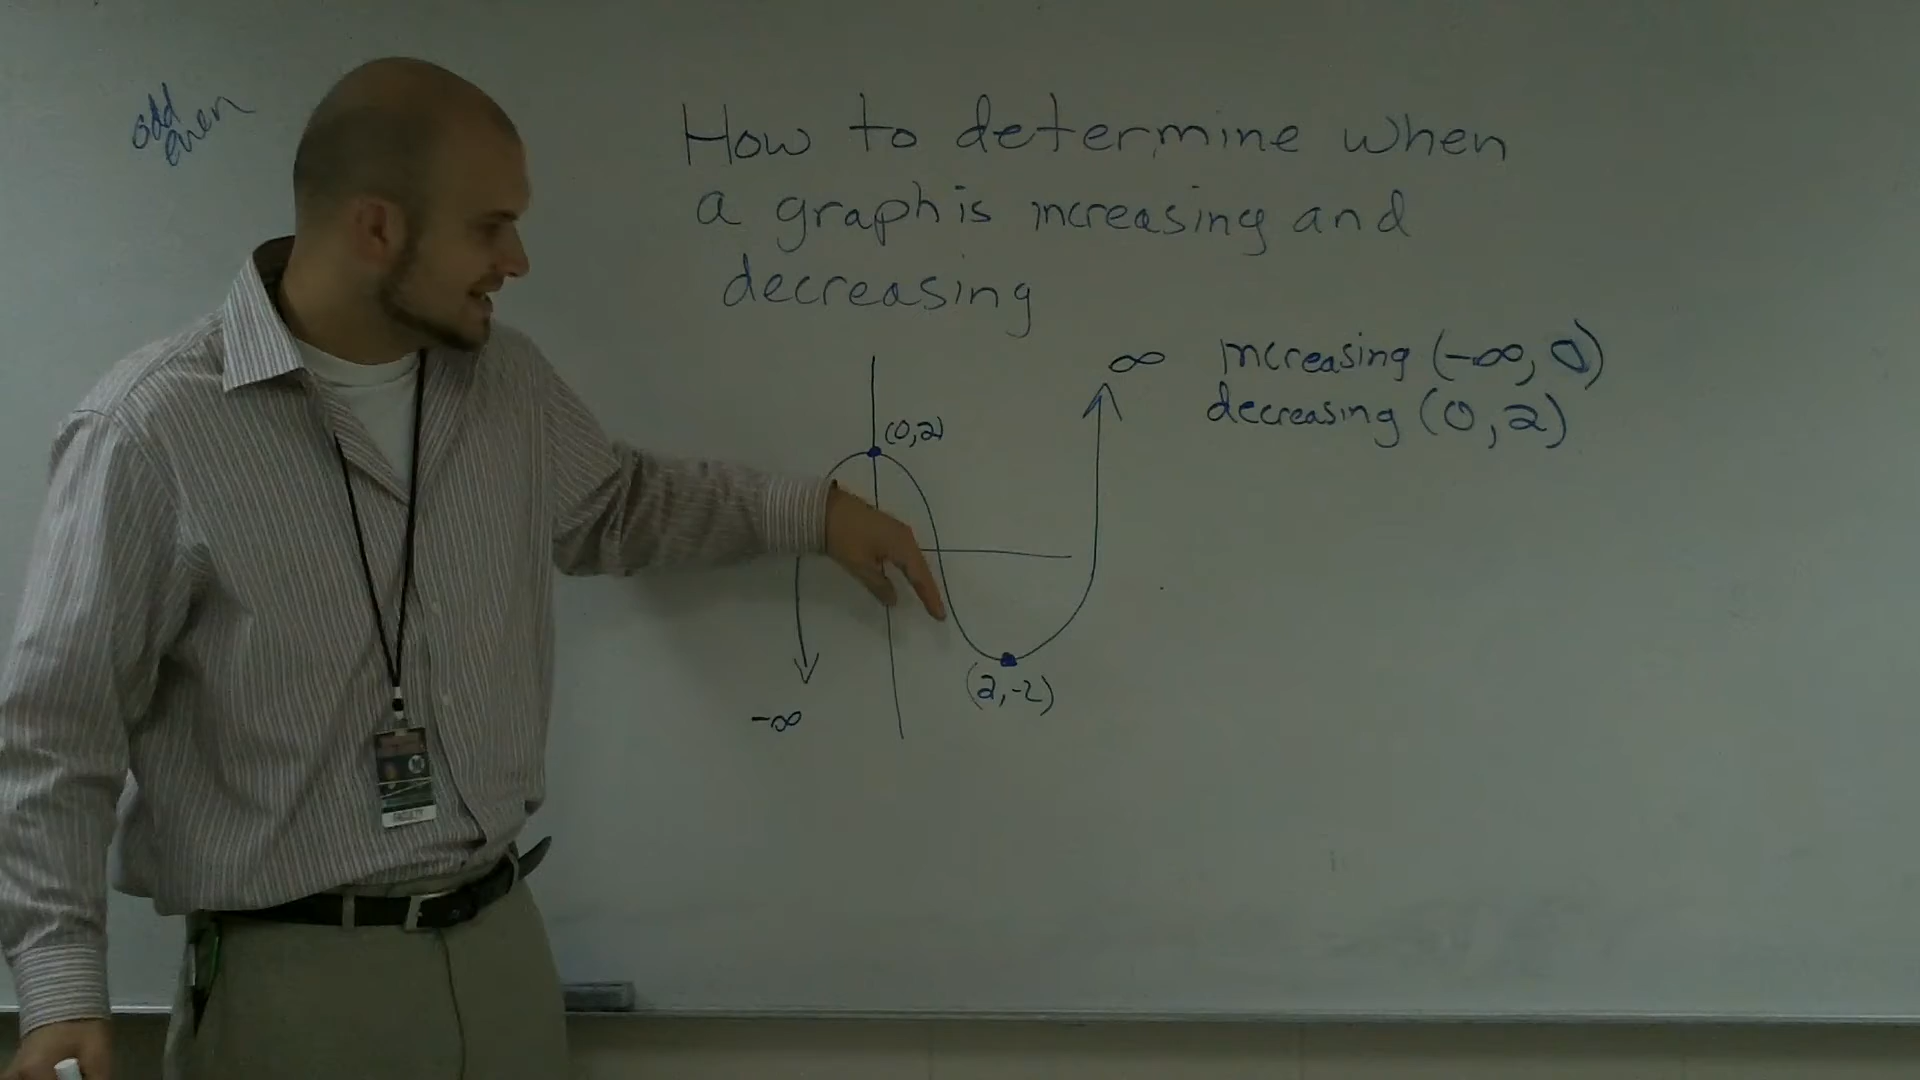 odd
even
How to determine when
a graph is increasing and
decreasing
∞ increasing (-∞, 0)
decreasing (0, 2)
(0,2)
(2,-2)
-∞
FACULTY